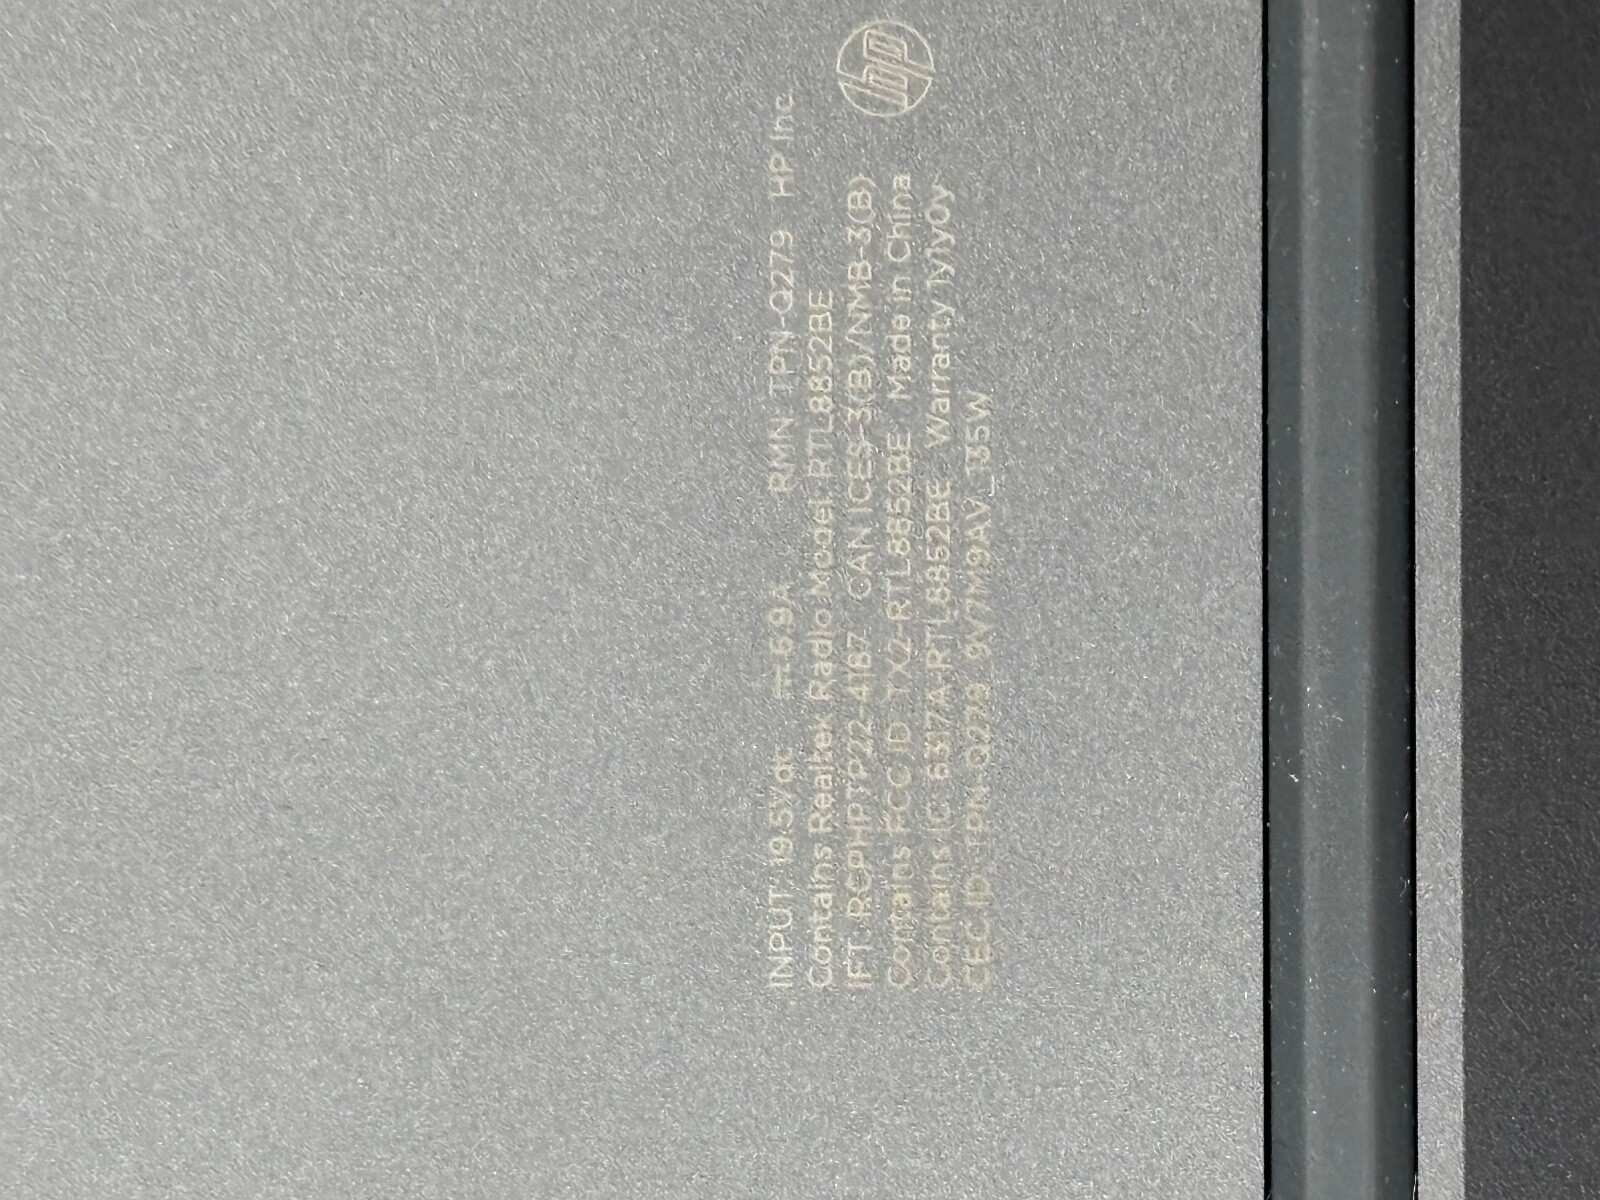 hp
INPUT: 19.5Vdc ⎓ 6.9A RMN TPN-Q279 HP Inc.
Contains Realtek Radio Model RTL8852BE
IFT: RCPHPTP22-4187 CAN ICES-3(B)/NMB-3(B)
Contains FCC ID: TX2-RTL8852BE Made in China
Contains IC: 6317A-RTL8852BE Warranty 1y1y0y
CEC ID: TPN-Q279 9V7M9AV_135W